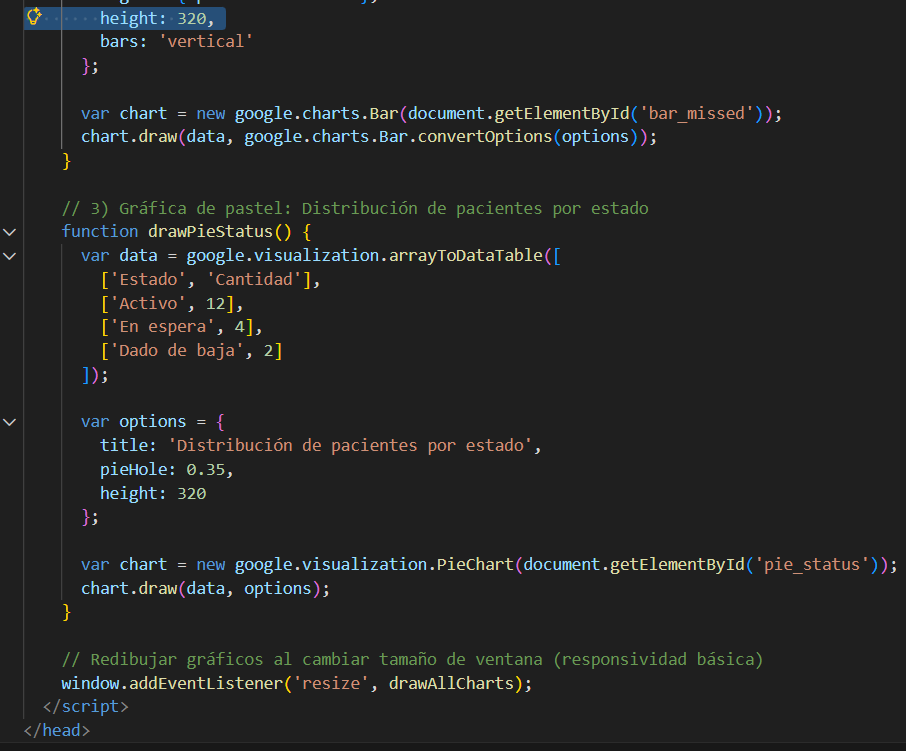 height: 320,
bars: 'vertical'
};
var chart = new google.charts.Bar(document.getElementById('bar_missed'));
chart.draw(data, google.charts.Bar.convertOptions(options));
}
// 3) Gráfica de pastel: Distribución de pacientes por estado
function drawPieStatus() {
var data = google.visualization.arrayToDataTable([
['Estado', 'Cantidad'],
['Activo', 12],
['En espera', 4],
['Dado de baja', 2]
]);
var options = {
title: 'Distribución de pacientes por estado',
pieHole: 0.35,
height: 320
};
var chart = new google.visualization.PieChart(document.getElementById('pie_status'));
chart.draw(data, options);
}
// Redibujar gráficos al cambiar tamaño de ventana (responsividad básica)
window.addEventListener('resize', drawAllCharts);
</script>
</head>